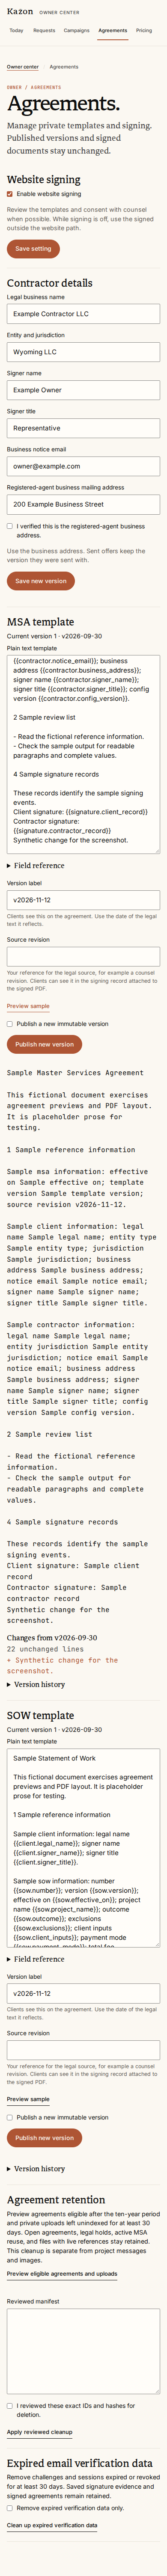 Kazon OWNER CENTER
Today Requests Campaigns Agreements Pricing
Owner center Agreements
OWNER / AGREEMENTS
Agreements.
Manage private templates and signing.
Published versions and signed
documents stay unchanged.
Website signing
Enable website signing
Review the templates and consent with counsel
when possible. While signing is off, use the signed
outside the website path.
Save setting
Contractor details
Legal business name
Example Contractor LLC
Entity and jurisdiction
Wyoming LLC
Signer name
Example Owner
Signer title
Representative
Business notice email
owner@example.com
Registered-agent business mailing address
200 Example Business Street
I verified this is the registered-agent business
address.
Use the business address. Sent offers keep the
version they were sent with.
Save new version
MSA template
Current version 1 · v2026-09-30
Plain text template
{{contractor.notice_email}}; business
address {{contractor.business_address}};
signer name {{contractor.signer_name}};
signer title {{contractor.signer_title}}; config
version {{contractor.config_version}}.
2 Sample review list
- Read the fictional reference information.
- Check the sample output for readable
paragraphs and complete values.
4 Sample signature records
These records identify the sample signing
events.
Client signature: {{signature.client_record}}
Contractor signature:
{{signature.contractor_record}}
Synthetic change for the screenshot.
Field reference
Version label
v2026-11-12
Clients see this on the agreement. Use the date of the legal
text it reflects.
Source revision
Your reference for the legal source, for example a counsel
revision. Clients can see it in the signing record attached to
the signed PDF.
Preview sample
Publish a new immutable version
Publish new version
Sample Master Services Agreement
This fictional document exercises
agreement previews and PDF layout.
It is placeholder prose for
testing.
1 Sample reference information
Sample msa information: effective
on Sample effective on; template
version Sample template version;
source revision v2026-11-12.
Sample client information: legal
name Sample legal name; entity type
Sample entity type; jurisdiction
Sample jurisdiction; business
address Sample business address;
notice email Sample notice email;
signer name Sample signer name;
signer title Sample signer title.
Sample contractor information:
legal name Sample legal name;
entity jurisdiction Sample entity
jurisdiction; notice email Sample
notice email; business address
Sample business address; signer
name Sample signer name; signer
title Sample signer title; config
version Sample config version.
2 Sample review list
- Read the fictional reference
information.
- Check the sample output for
readable paragraphs and complete
values.
4 Sample signature records
These records identify the sample
signing events.
Client signature: Sample client
record
Contractor signature: Sample
contractor record
Synthetic change for the
screenshot.
Changes from v2026-09-30
22 unchanged lines
+ Synthetic change for the
screenshot.
Version history
SOW template
Current version 1 · v2026-09-30
Plain text template
Sample Statement of Work
This fictional document exercises agreement
previews and PDF layout. It is placeholder
prose for testing.
1 Sample reference information
Sample client information: legal name
{{client.legal_name}}; signer name
{{client.signer_name}}; signer title
{{client.signer_title}}.
Sample sow information: number
{{sow.number}}; version {{sow.version}};
effective on {{sow.effective_on}}; project
name {{sow.project_name}}; outcome
{{sow.outcome}}; exclusions
{{sow.exclusions}}; client inputs
{{sow.client_inputs}}; payment mode
{{sow.payment_mode}}; total fee
Field reference
Version label
v2026-11-12
Clients see this on the agreement. Use the date of the legal
text it reflects.
Source revision
Your reference for the legal source, for example a counsel
revision. Clients can see it in the signing record attached to
the signed PDF.
Preview sample
Publish a new immutable version
Publish new version
Version history
Agreement retention
Preview agreements eligible after the ten-year period
and private uploads left unindexed for at least 30
days. Open agreements, legal holds, active MSA
reuse, and files with live references stay retained.
This cleanup is separate from project messages
and images.
Preview eligible agreements and uploads
Reviewed manifest
I reviewed these exact IDs and hashes for
deletion.
Apply reviewed cleanup
Expired email verification data
Remove challenges and sessions expired or revoked
for at least 30 days. Saved signature evidence and
signed agreements remain retained.
Remove expired verification data only.
Clean up expired verification data